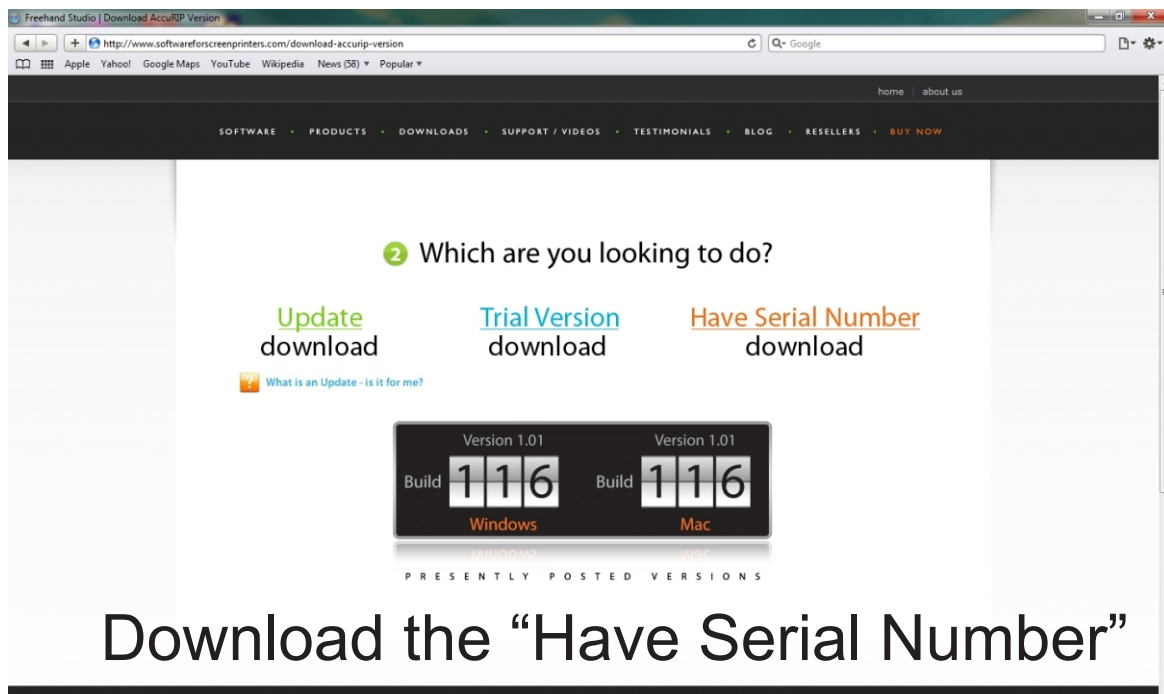 Freehand Studio | Download AccuRIP Version
+ http://www.softwareforscreenprinters.com/download-accurip-version Q- Google
Apple Yahoo! Google Maps YouTube Wikipedia News (58) ▾ Popular ▾
home | about us
SOFTWARE • PRODUCTS • DOWNLOADS • SUPPORT / VIDEOS • TESTIMONIALS • BLOG • RESELLERS • BUY NOW
2 Which are you looking to do?
Update Trial Version Have Serial Number
download download download
? What is an Update - is it for me?
Version 1.01 Version 1.01
Build 116 Build 116
Windows Mac
PRESENTLY POSTED VERSIONS
Download the “Have Serial Number”